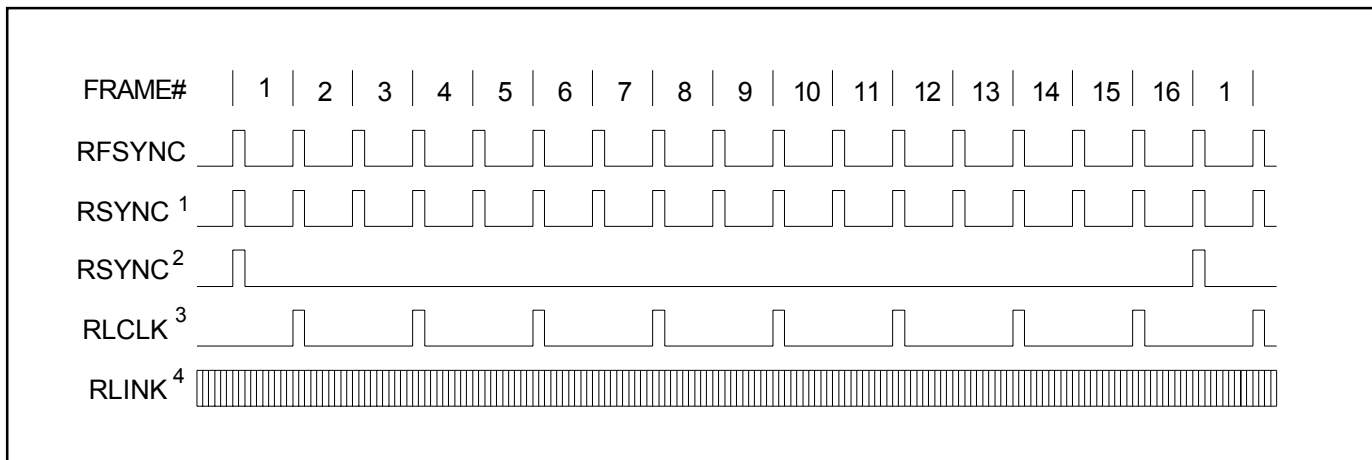 FRAME# 1 2 3 4 5 6 7 8 9 10 11 12 13 14 15 16 1
RFSYNC
RSYNC 1
RSYNC 2
RLCLK 3
RLINK 4